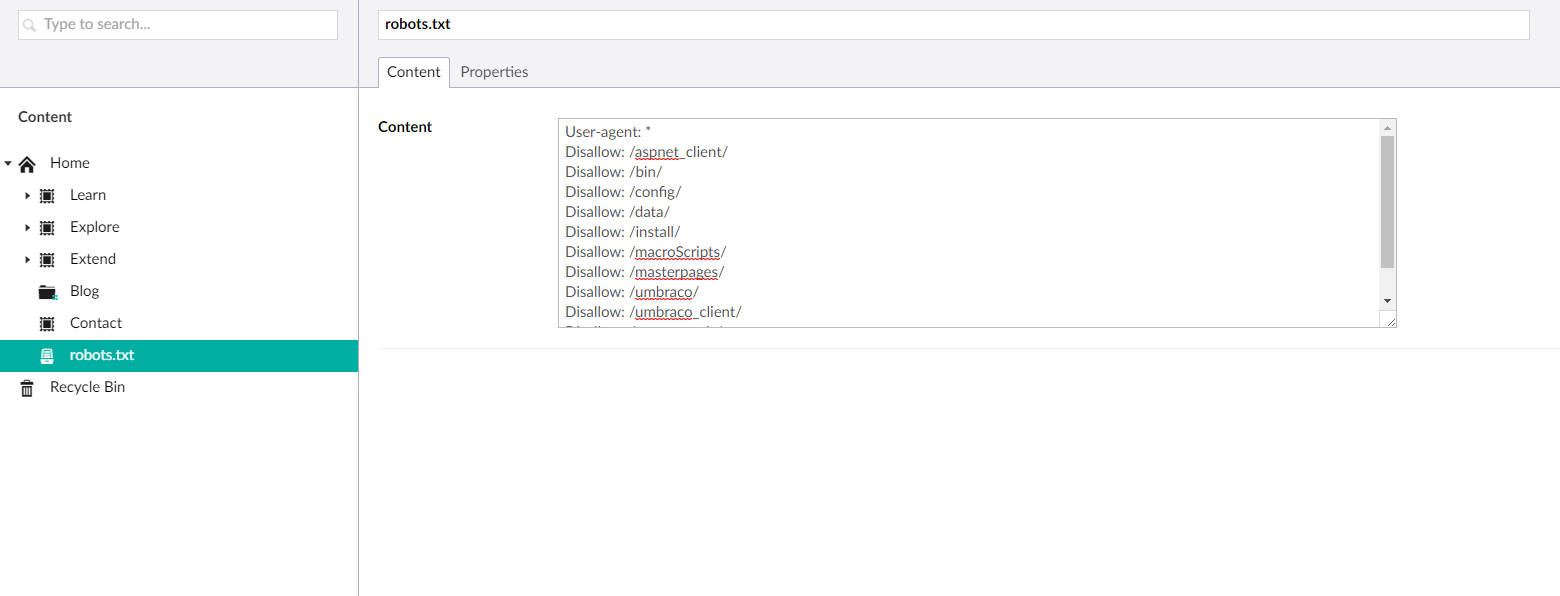 Type to search...
Content
Home
Learn
Explore
Extend
Blog
Contact
robots.txt
Recycle Bin
robots.txt
Content
Properties
Content
User-agent: *
Disallow: /aspnet_client/
Disallow: /bin/
Disallow: /config/
Disallow: /data/
Disallow: /install/
Disallow: /macroScripts/
Disallow: /masterpages/
Disallow: /umbraco/
Disallow: /umbraco_client/